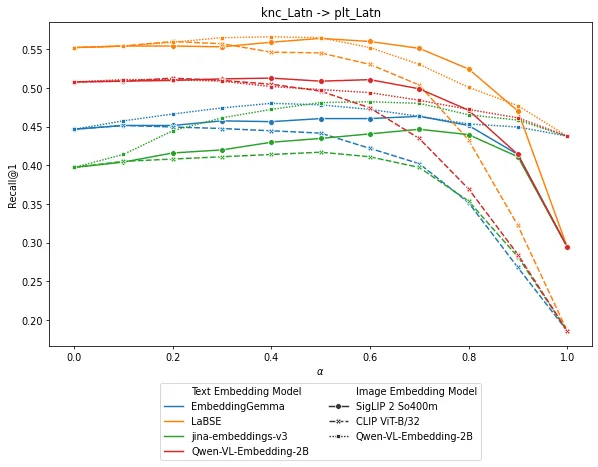 knc_Latn -> plt_Latn
Recall@1
0.55
0.50
0.45
0.40
0.35
0.30
0.25
0.20
0.0 0.2 0.4 0.6 0.8 1.0
α
Text Embedding Model Image Embedding Model
EmbeddingGemma SigLIP 2 So400m
LaBSE CLIP ViT-B/32
jina-embeddings-v3 Qwen-VL-Embedding-2B
Qwen-VL-Embedding-2B